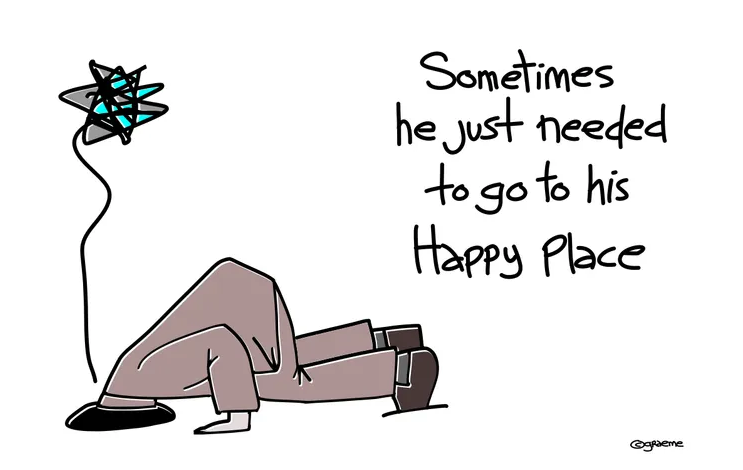 Sometimes
he just needed
to go to his
Happy Place
©graeme